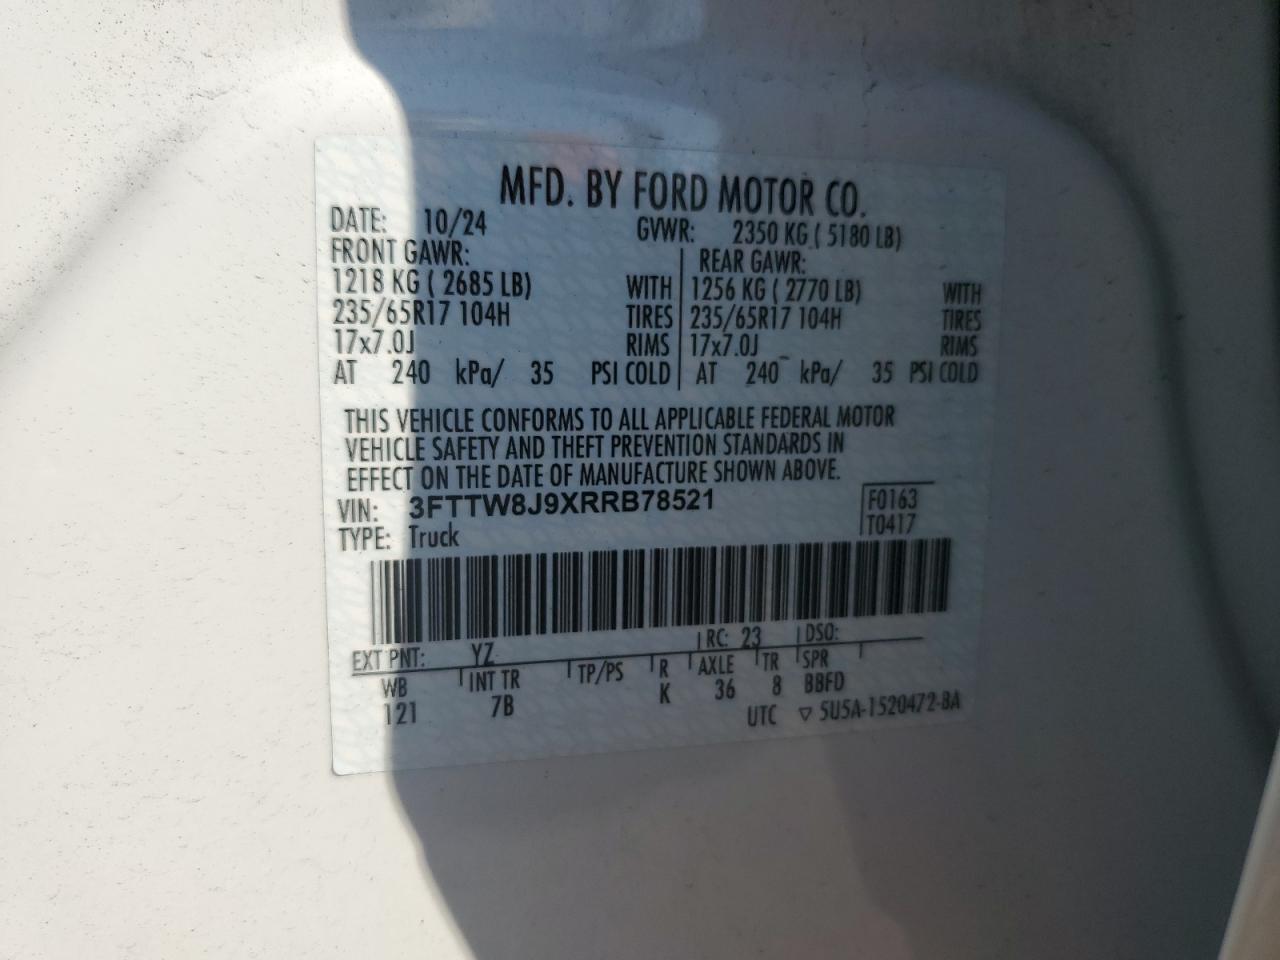 MFD. BY FORD MOTOR CO.
DATE: 10/24 GVWR: 2350 KG ( 5180 LB)
FRONT GAWR: REAR GAWR:
1218 KG ( 2685 LB) WITH 1256 KG ( 2770 LB) WITH
235/65R17 104H TIRES 235/65R17 104H TIRES
17x7.0J RIMS 17x7.0J RIMS
AT 240 kPa/ 35 PSI COLD AT 240 kPa/ 35 PSI COLD
THIS VEHICLE CONFORMS TO ALL APPLICABLE FEDERAL MOTOR
VEHICLE SAFETY AND THEFT PREVENTION STANDARDS IN
EFFECT ON THE DATE OF MANUFACTURE SHOWN ABOVE.
VIN: 3FTTW8J9XRRB78521 F0163
TYPE: Truck T0417
EXT PNT: YZ RC: 23 DSO:
WB INT TR TP/PS R AXLE TR SPR
121 7B K 36 8 BBFD
UTC ▽ 5U5A-1520472-BA